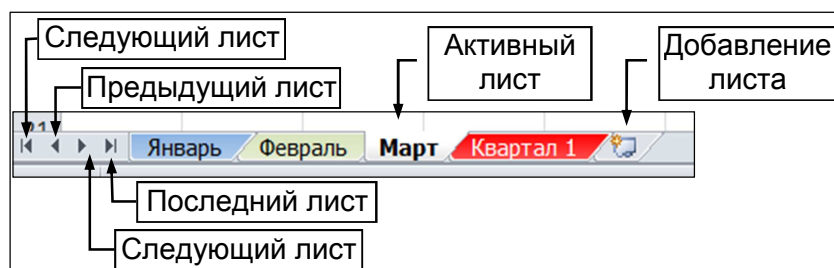 Следующий лист
Активный
лист
Добавление
листа
Предыдущий лист
Январь
Февраль
Март
Квартал 1
Последний лист
Следующий лист